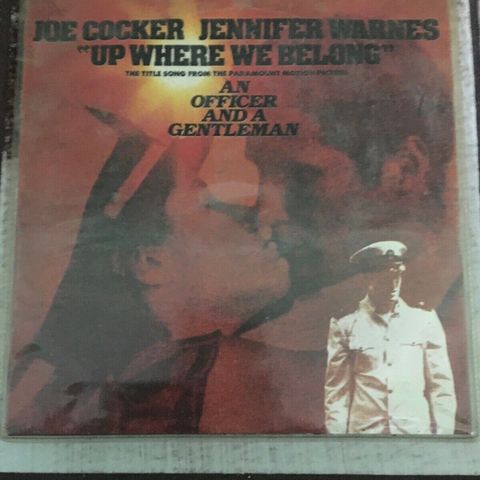 JOE COCKER JENNIFER WARNES
"UP WHERE WE BELONG"
THE TITLE SONG FROM THE PARAMOUNT MOTION PICTURE
AN
OFFICER
AND A
GENTLEMAN